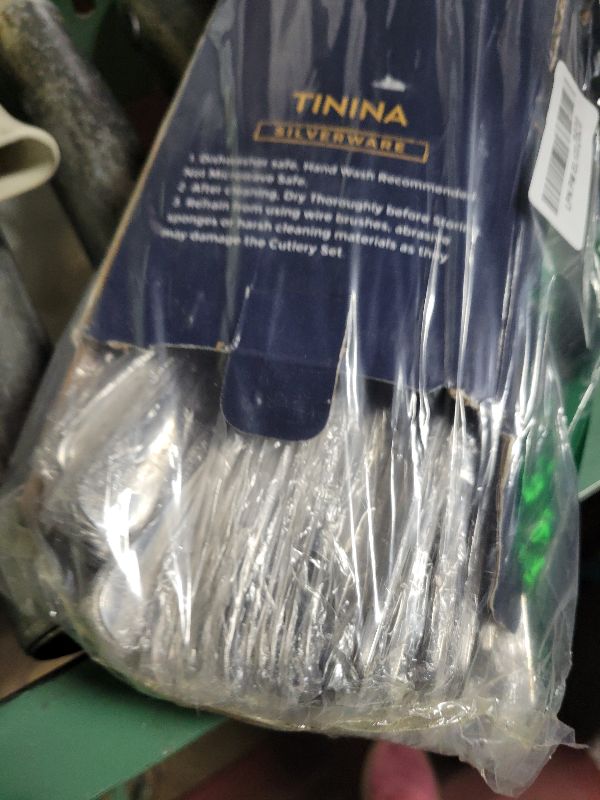 TININA
SILVERWARE
1. Dishwasher safe, Hand Wash Recommended
Not Microwave Safe.
2. After cleaning, Dry Thoroughly before
3. Refrain from using wire brushes, abrasive
sponges or harsh cleaning materials as they
may damage the Cutlery Set